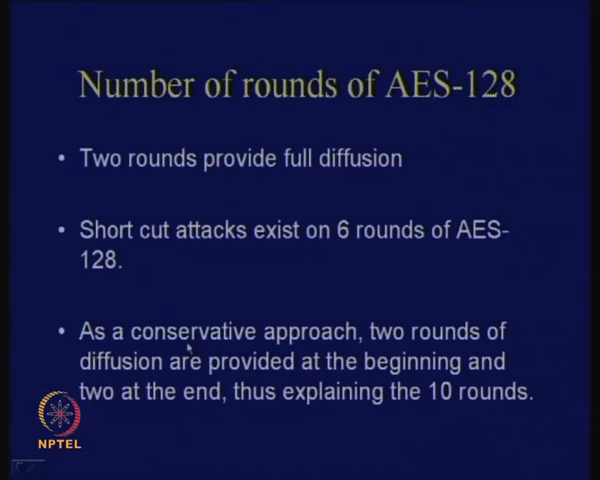 Number of rounds of AES-128
• Two rounds provide full diffusion
• Short cut attacks exist on 6 rounds of AES-
128.
• As a conservative approach, two rounds of
diffusion are provided at the beginning and
two at the end, thus explaining the 10 rounds.
NPTEL